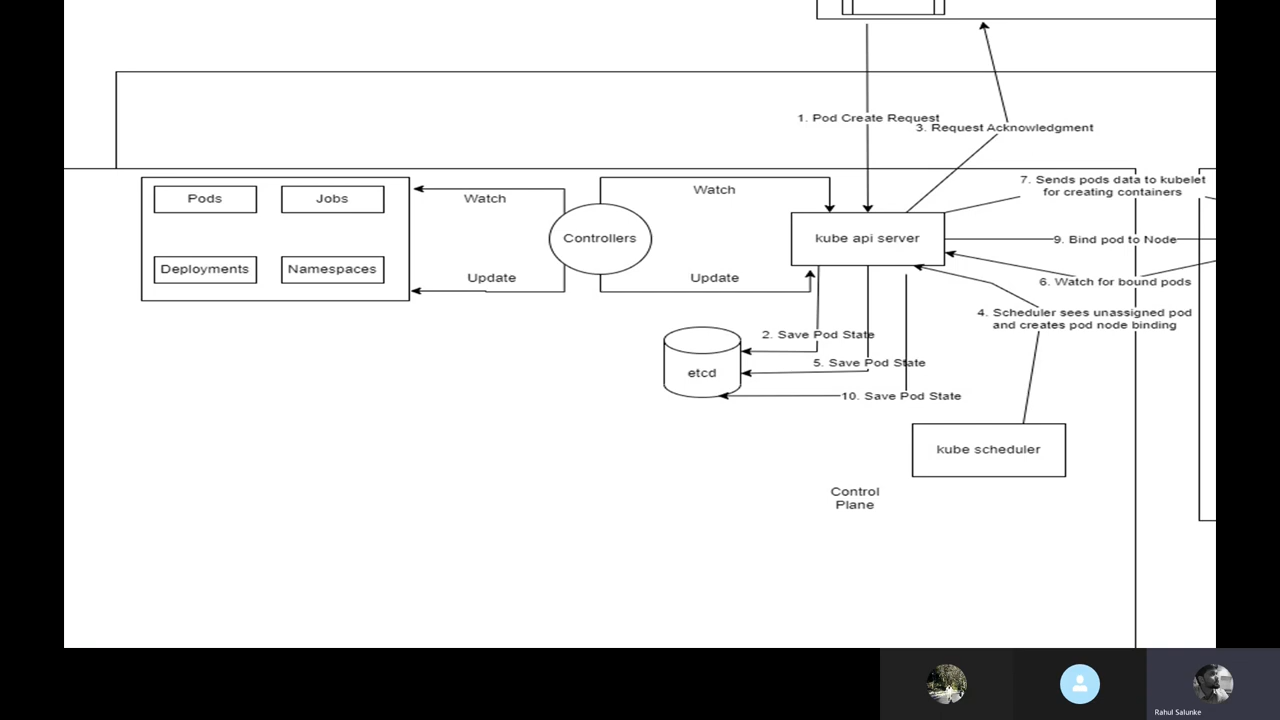 1. Pod Create Request
3. Request Acknowledgment
7. Sends pods data to kubelet
for creating containers
Pods
Jobs
Watch
Watch
Controllers
kube api server
9. Bind pod to Node
Deployments
Namespaces
Update
Update
6. Watch for bound pods
4. Scheduler sees unassigned pod
and creates pod node binding
2. Save Pod State
5. Save Pod State
etcd
10. Save Pod State
kube scheduler
Control
Plane
Rahul Salunke